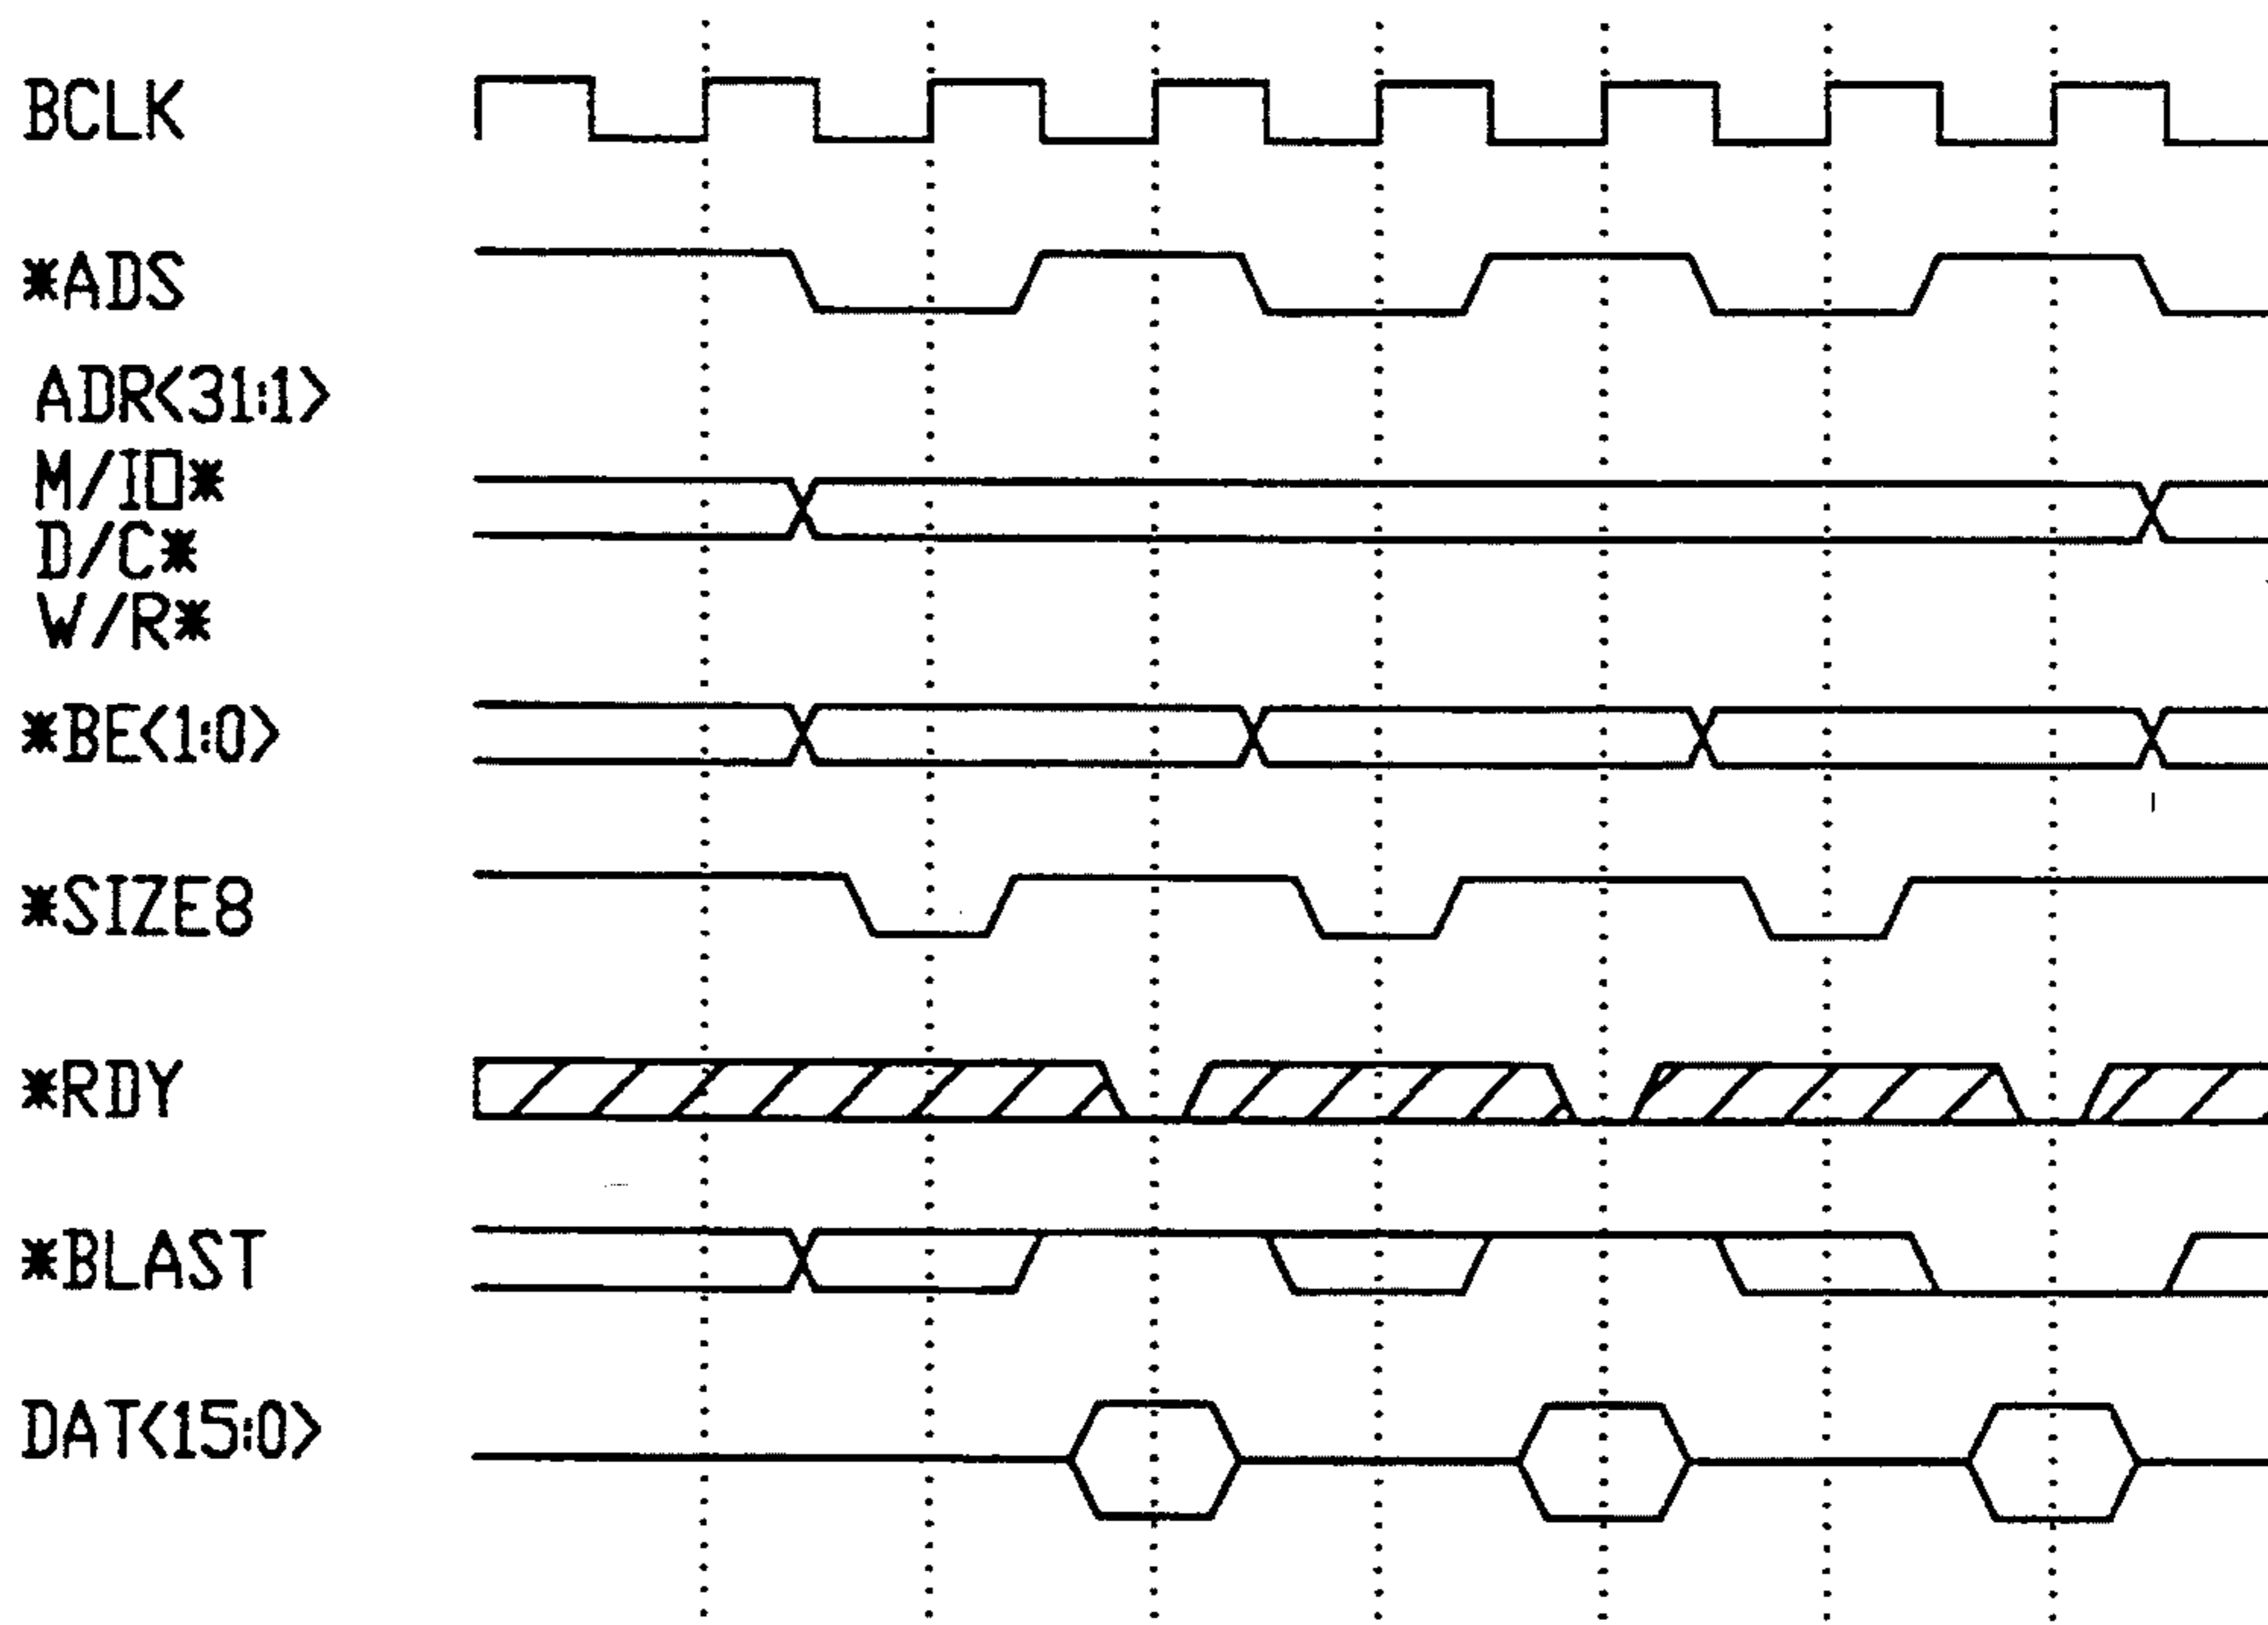 BCLK
*ADS
ADR<31:1>
M/IO*
D/C*
W/R*
*BE<1:0>
*SIZE8
*RDY
*BLAST
DAT<15:0>